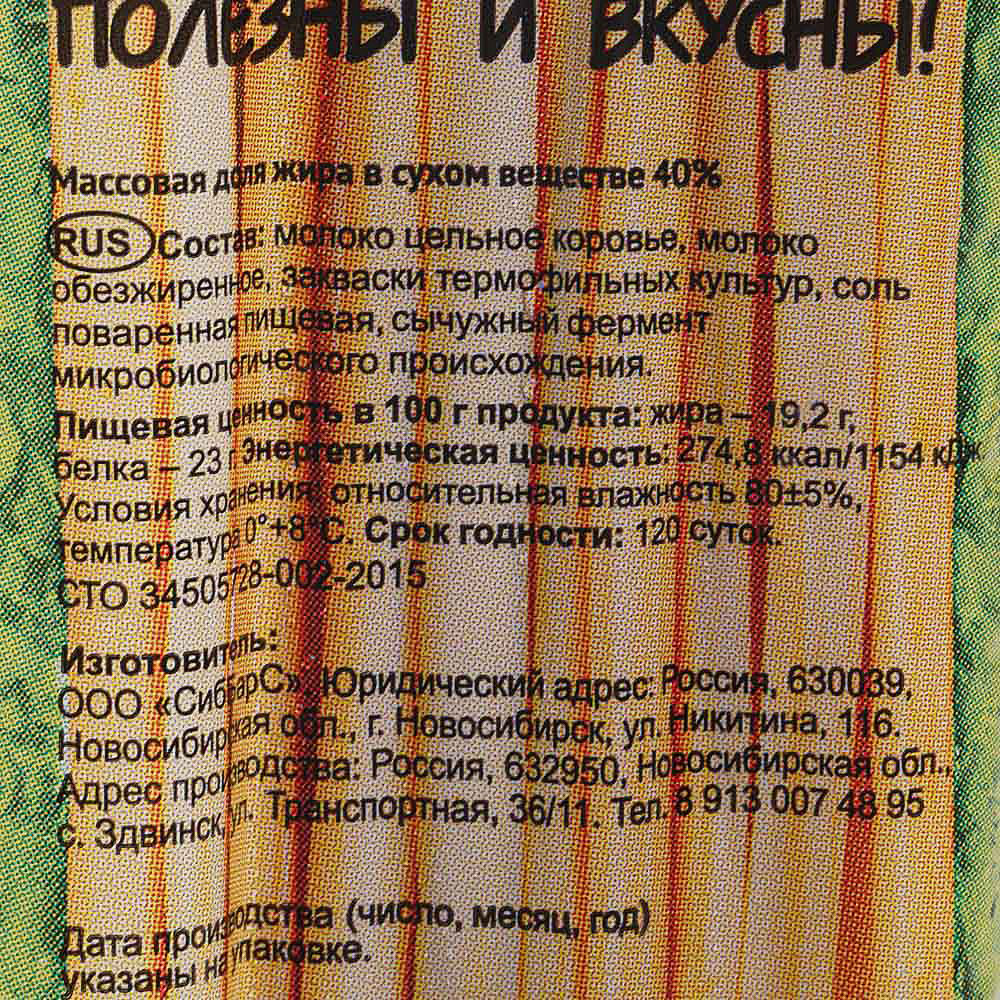 ПОЛЕЗНЫ И ВКУСНЫ!
Массовая доля жира в сухом веществе 40%
RUS Состав: молоко цельное коровье, молоко
обезжиренное, закваски термофильных культур, соль
поваренная пищевая, сычужный фермент
микробиологического происхождения.
Пищевая ценность в 100 г продукта: жира – 19,2 г,
белка – 23 г Энергетическая ценность: 274,8 ккал/1154 кДж
Условия хранения: относительная влажность 80±5%,
температура 0°+8°С. Срок годности: 120 суток.
СТО 34505728-002-2015
Изготовитель:
ООО «СибБарС» Юридический адрес: Россия, 630039,
Новосибирская обл., г. Новосибирск, ул. Никитина, 116.
Адрес производства: Россия, 632950, Новосибирская обл.,
с. Здвинск, ул. Транспортная, 36/11. Тел. 8 913 007 48 95
Дата производства (число, месяц, год)
указаны на упаковке.